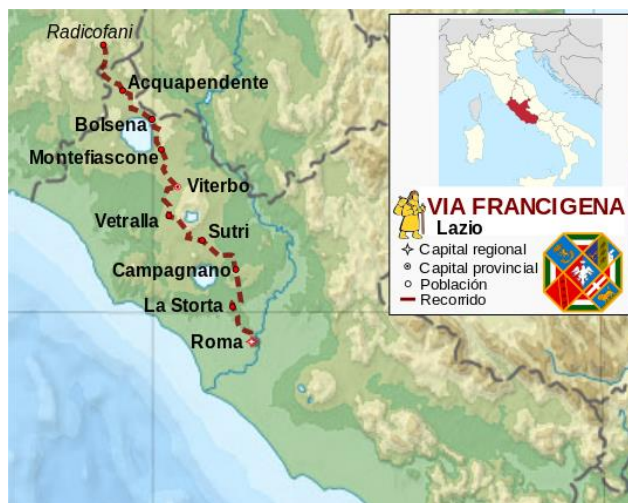 Radicofani
Acquapendente
Bolsena
Montefiascone
Viterbo
Vetralla
Sutri
Campagnano
La Storta
Roma
VIA FRANCIGENA
Lazio
Capital regional
Capital provincial
Población
Recorrido